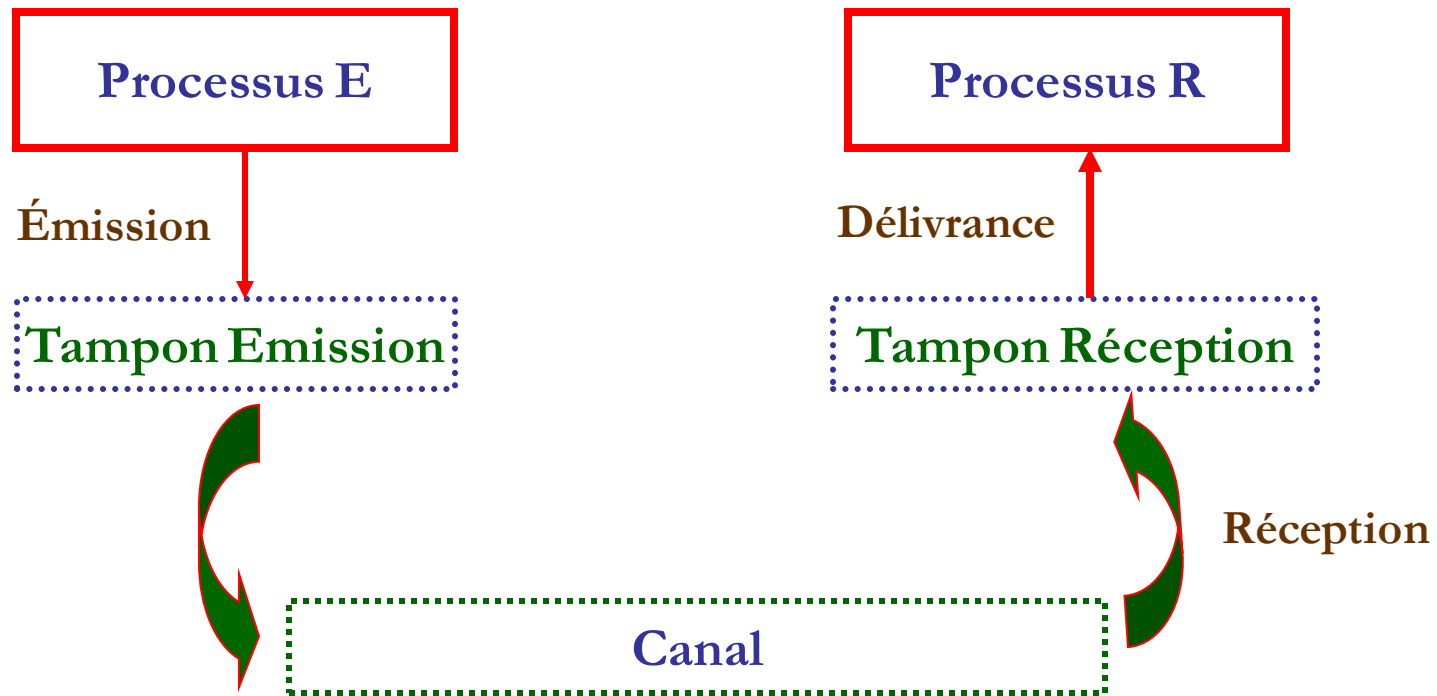 Processus E
Processus R
Émission
Délivrance
Tampon Emission
Tampon Réception
Réception
Canal